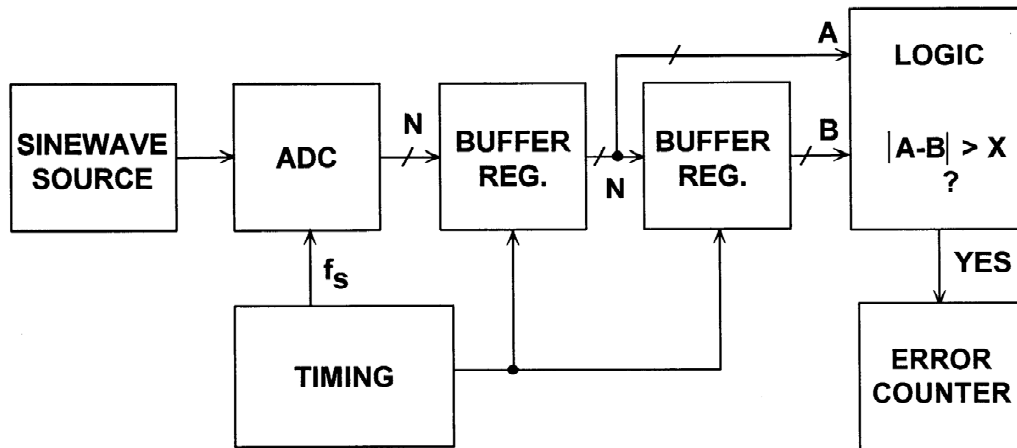 SINEWAVE
SOURCE
ADC
N
BUFFER
REG.
N
BUFFER
REG.
A
B
LOGIC
|A-B| > X
?
YES
ERROR
COUNTER
fs
TIMING